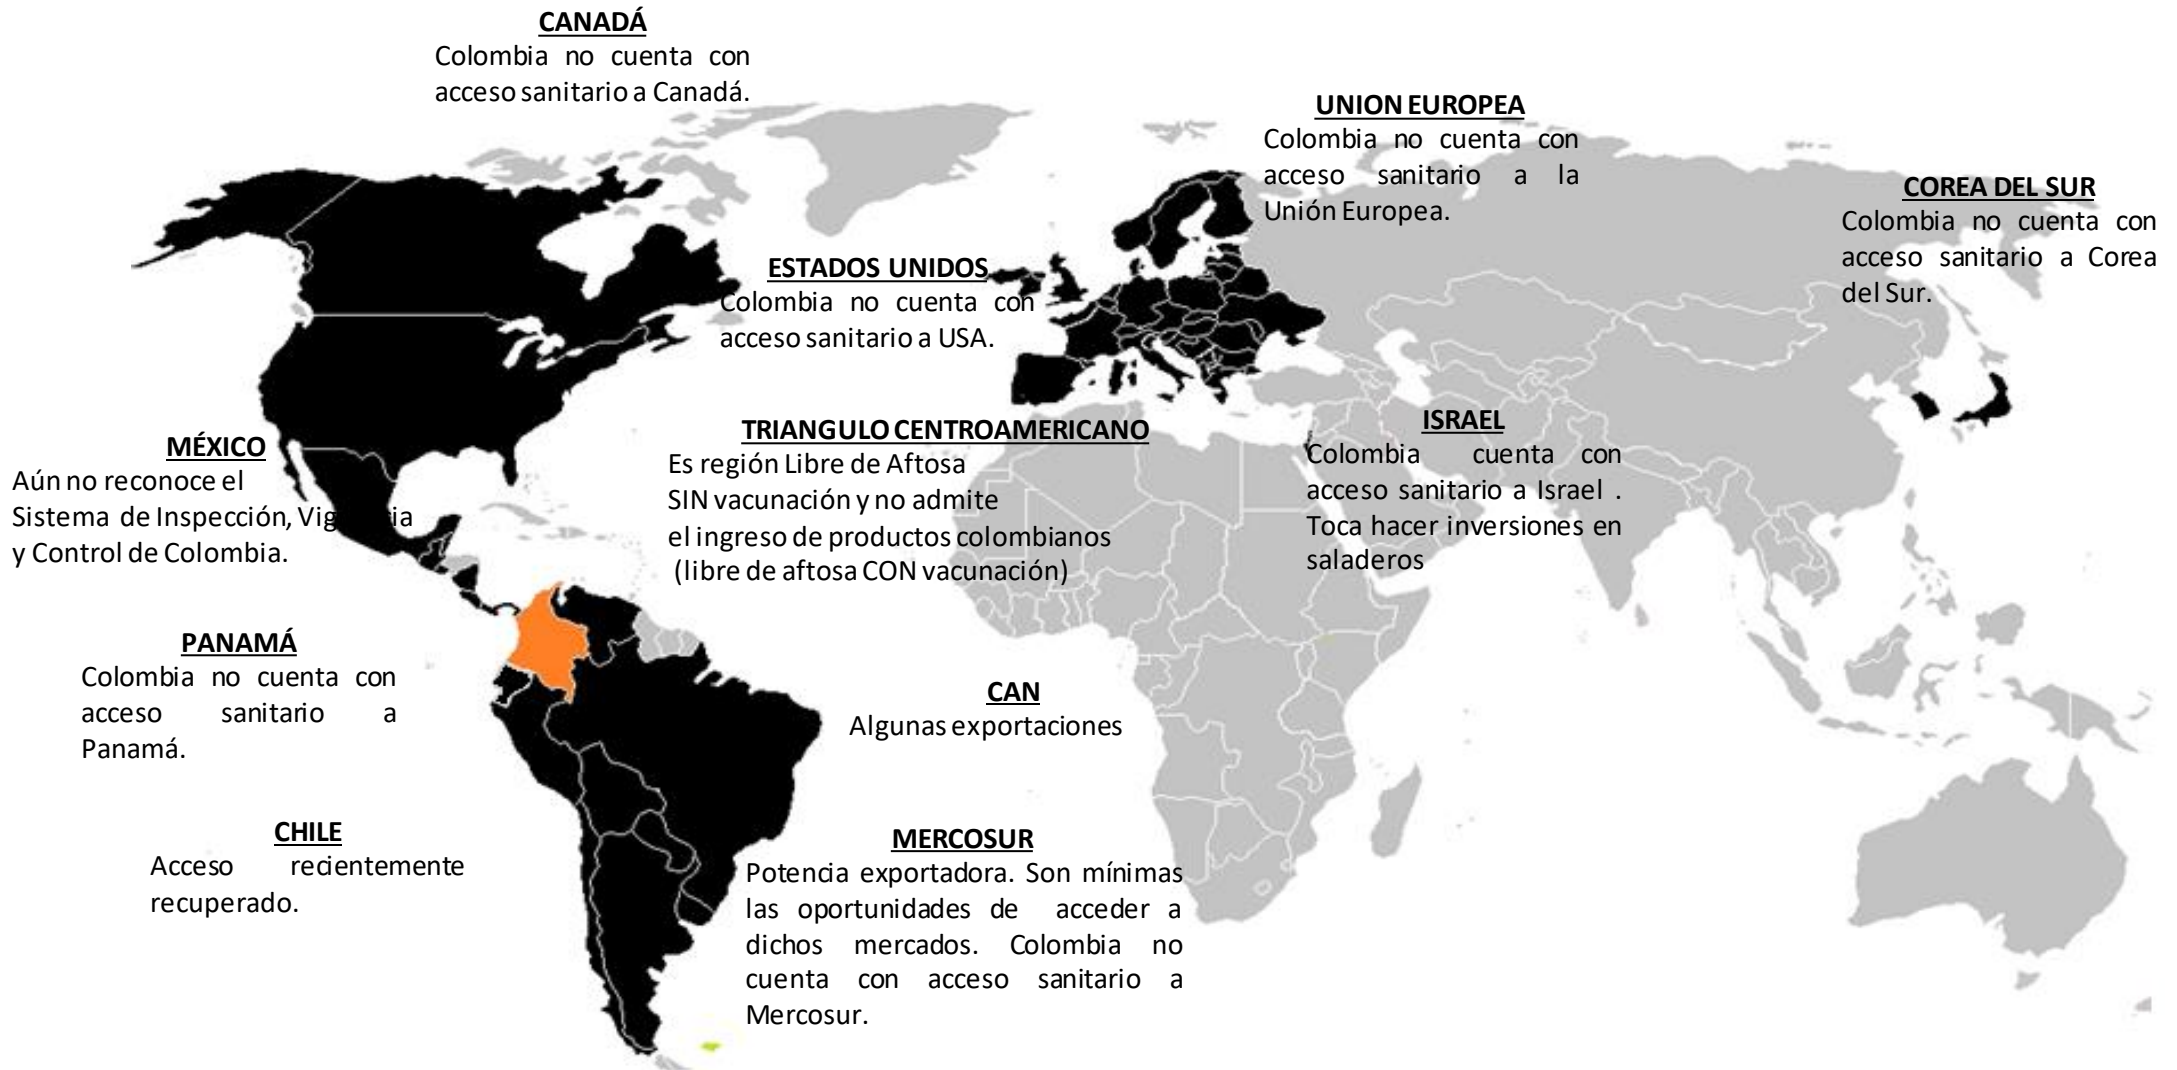 CANADÁ
Colombia no cuenta con
acceso sanitario a Canadá.
UNION EUROPEA
Colombia no cuenta con
acceso sanitario a la
Unión Europea.
COREA DEL SUR
Colombia no cuenta con
acceso sanitario a Corea
del Sur.
ESTADOS UNIDOS
Colombia no cuenta con
acceso sanitario a USA.
MÉXICO
Aún no reconoce el
Sistema de Inspección, Vigilancia
y Control de Colombia.
TRIANGULO CENTROAMERICANO
Es región Libre de Aftosa
SIN vacunación y no admite
el ingreso de productos colombianos
(libre de aftosa CON vacunación)
ISRAEL
Colombia cuenta con
acceso sanitario a Israel .
Toca hacer inversiones en
saladeros
PANAMÁ
Colombia no cuenta con
acceso sanitario a
Panamá.
CAN
Algunas exportaciones
CHILE
Acceso recientemente
recuperado.
MERCOSUR
Potencia exportadora. Son mínimas
las oportunidades de acceder a
dichos mercados. Colombia no
cuenta con acceso sanitario a
Mercosur.